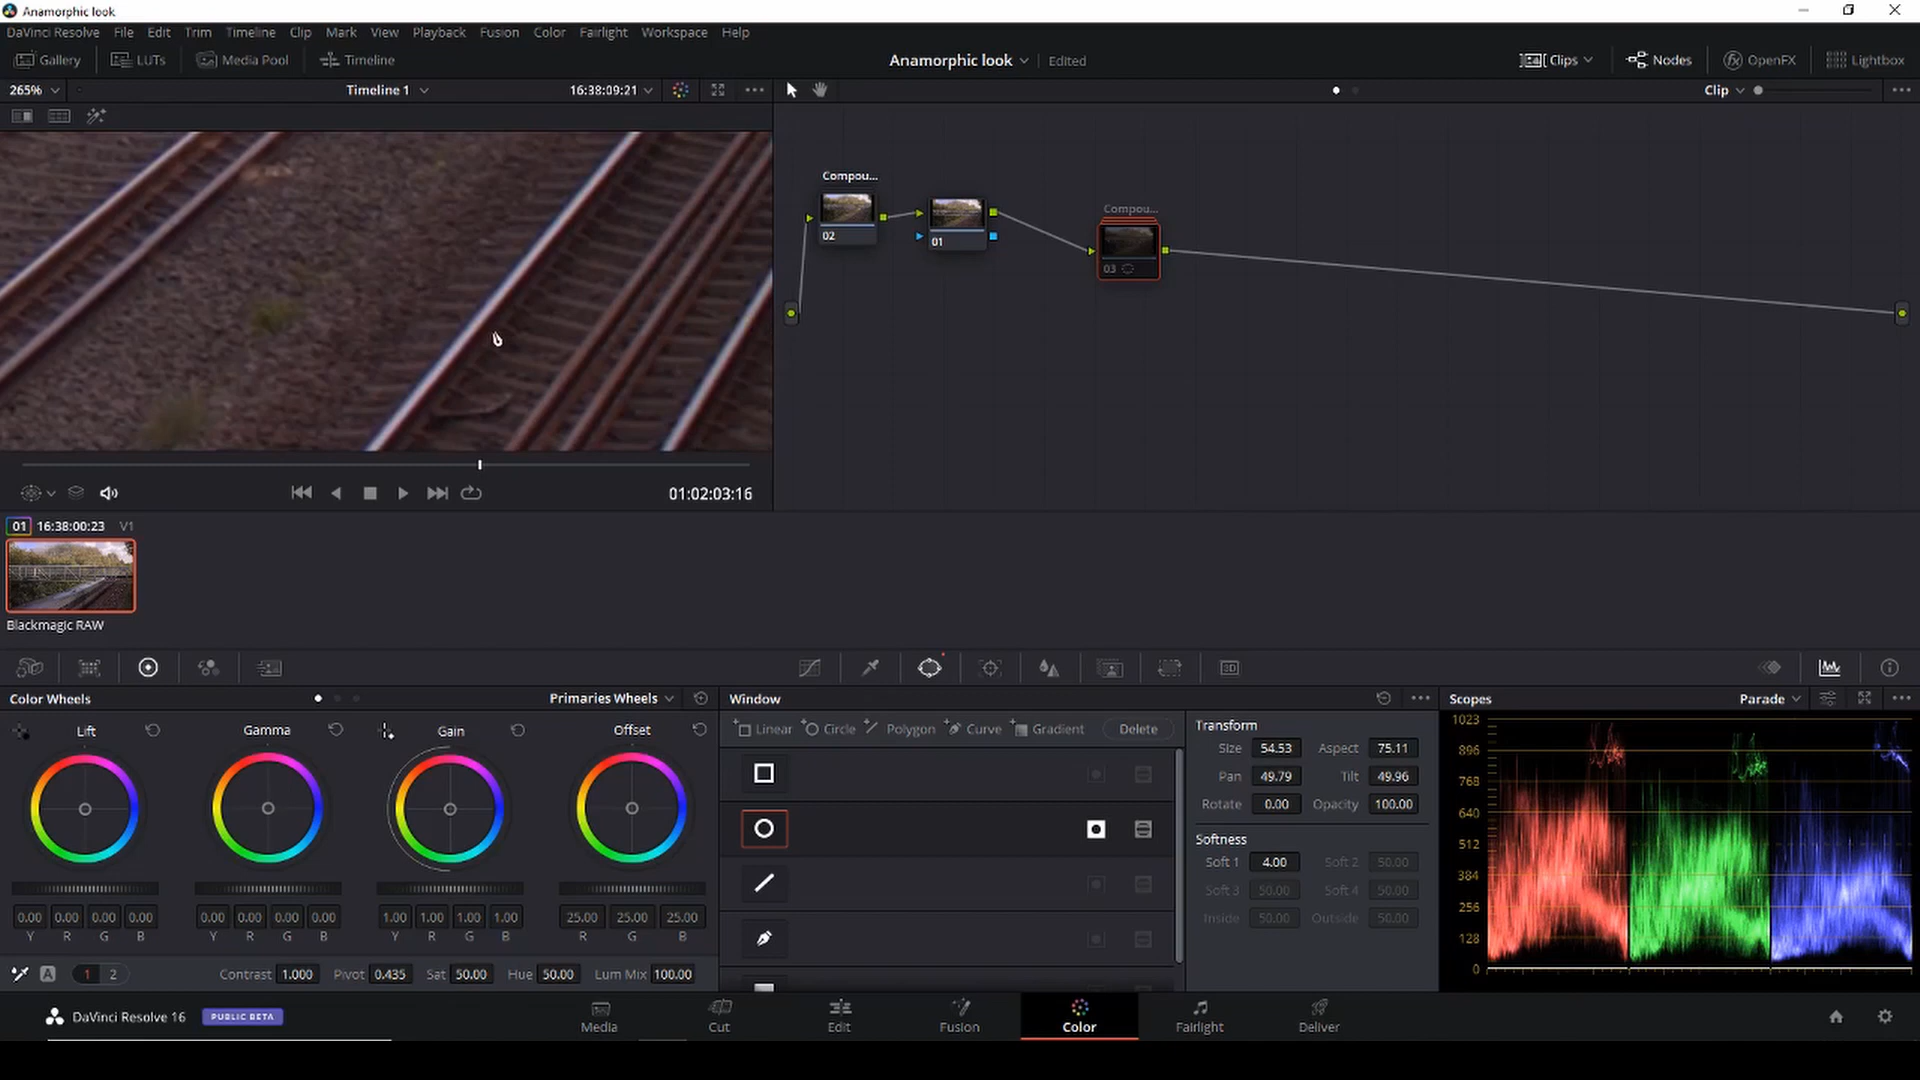 Anamorphic look
DaVinci Resolve File Edit Trim Timeline Clip Mark View Playback Fusion Color Fairlight Workspace Help
Gallery LUTs Media Pool Timeline Anamorphic look Edited Clips Nodes OpenFX Lightbox
265% Timeline 1 16:38:09:21 Clip
Compou...
02
01
Compou...
03
01:02:03:16
01 16:38:00:23 V1
Blackmagic RAW
Color Wheels Primaries Wheels
Lift Gamma Gain Offset
0.00 0.00 0.00 0.00 0.00 0.00 0.00 0.00 1.00 1.00 1.00 1.00 25.00 25.00 25.00
Y R G B Y R G B Y R G B R G B
A 1 2 Contrast 1.000 Pivot 0.435 Sat 50.00 Hue 50.00 Lum Mix 100.00
Window
Linear Circle Polygon Curve Gradient Delete
Transform
Size 54.53 Aspect 75.11
Pan 49.79 Tilt 49.96
Rotate 0.00 Opacity 100.00
Softness
Soft 1 4.00 Soft 2 50.00
Soft 3 50.00 Soft 4 50.00
Inside 50.00 Outside 50.00
Scopes Parade
1023
896
768
640
512
384
256
128
0
3D
DaVinci Resolve 16 PUBLIC BETA
Media Cut Edit Fusion Color Fairlight Deliver